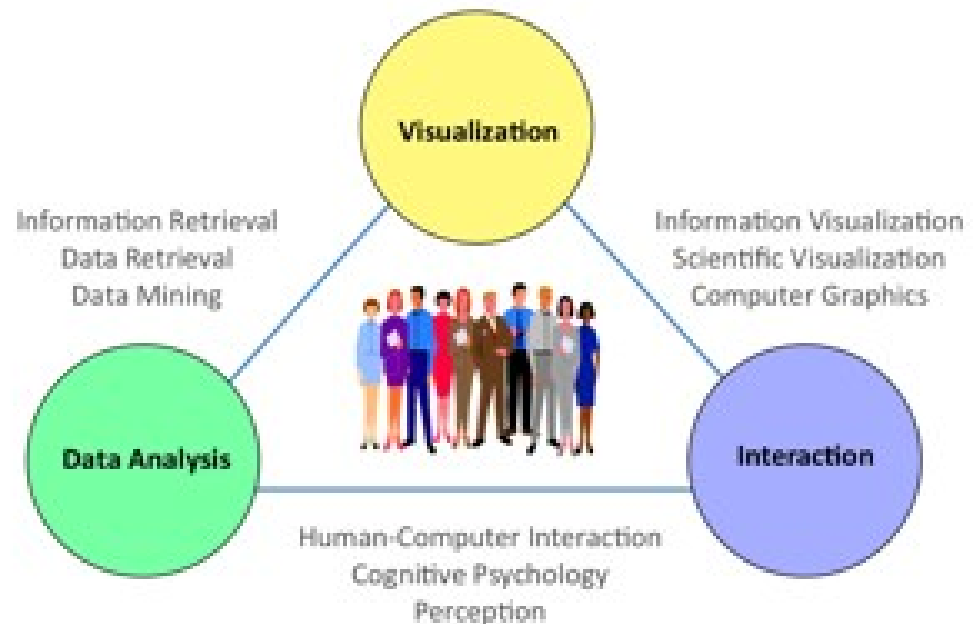 Visualization
Information Retrieval
Data Retrieval
Data Mining
Information Visualization
Scientific Visualization
Computer Graphics
Data Analysis
Interaction
Human-Computer Interaction
Cognitive Psychology
Perception